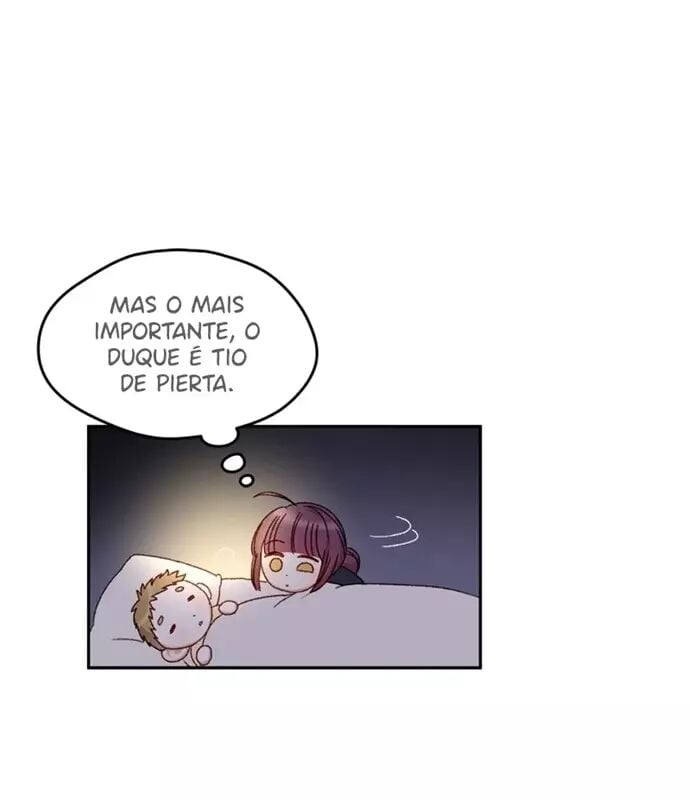 MAS O MAIS
IMPORTANTE, O
DUQUE É TIO
DE PIERTA.